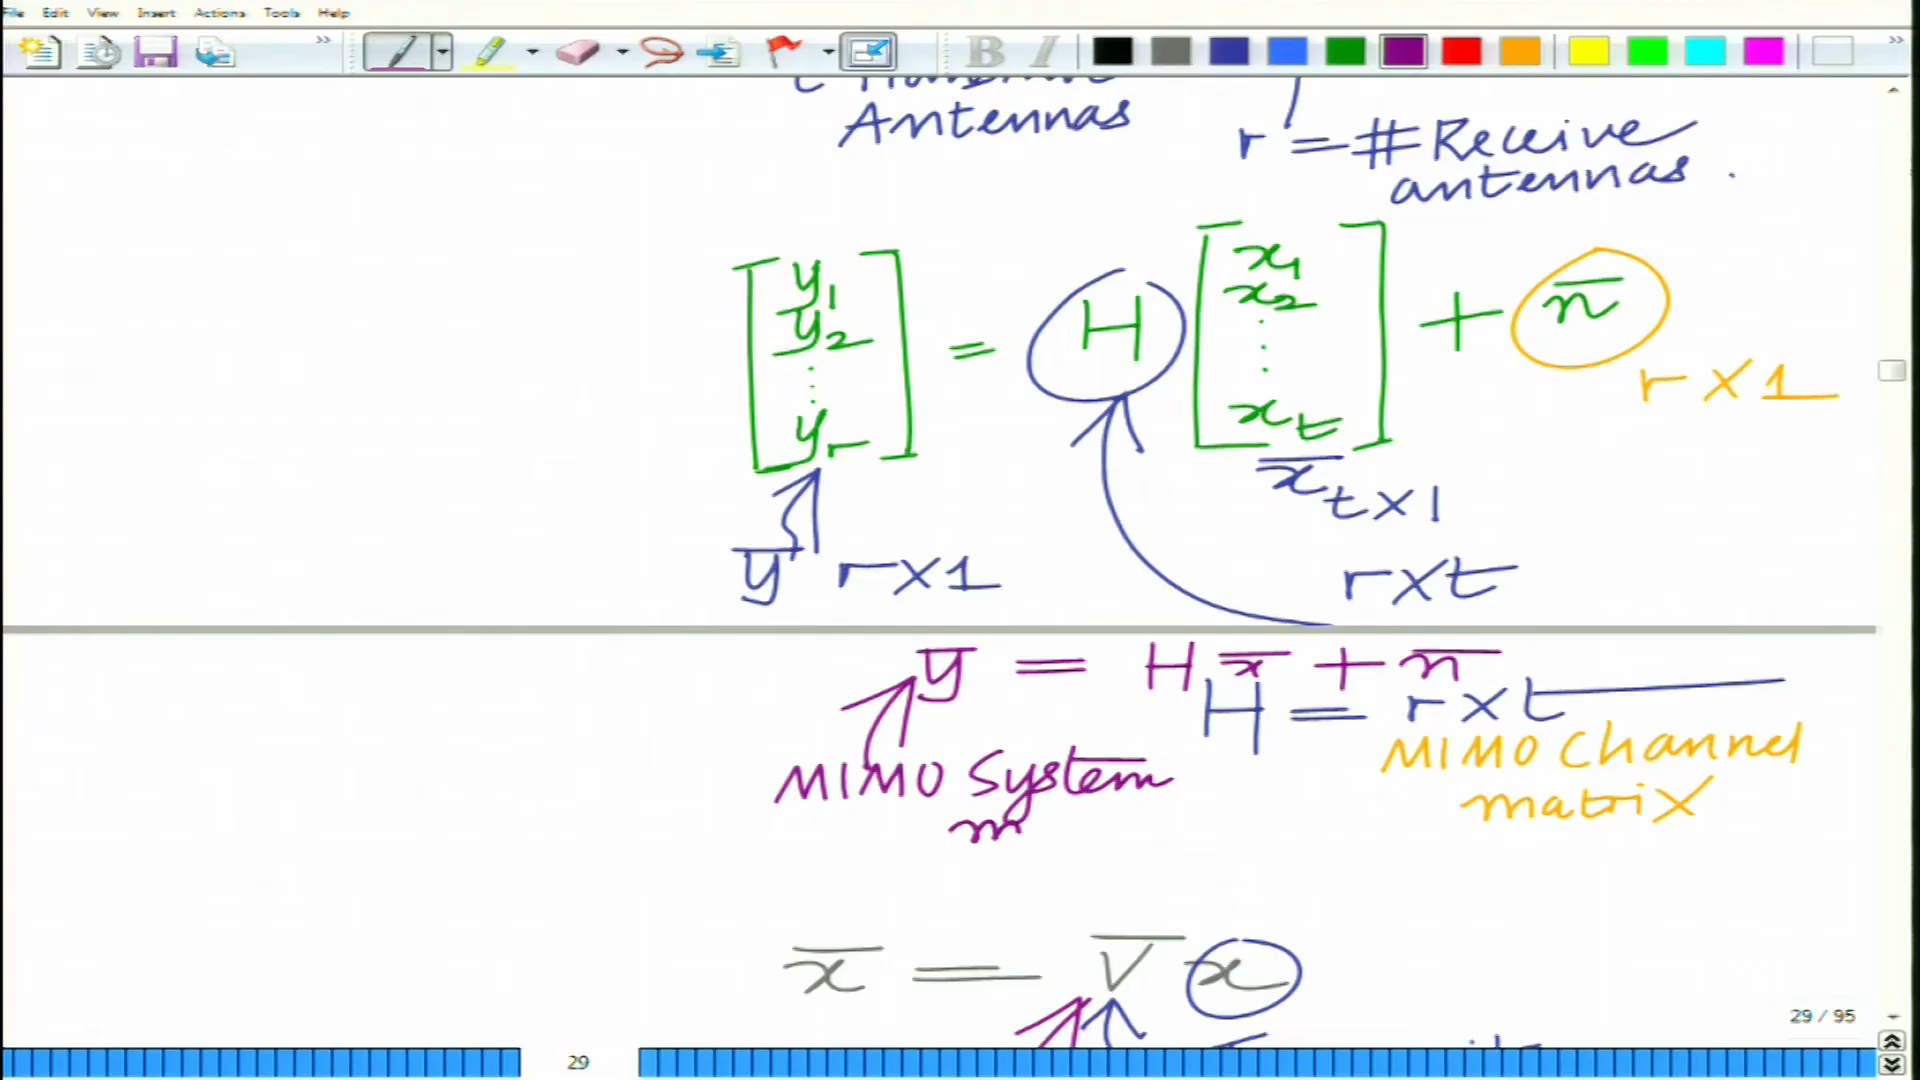 File Edit View Insert Actions Tools Help
Antennas
r = # Receive
antennas.
[y1 y2 ⋮ yr] = H [x1 x2 ⋮ xt] + n̅
r×1
x̅ t×1
y̅ r×1
r×t
y̅ = H x̅ + n̅
H = r×t
MIMO System
m
MIMO Channel
matrix
x̅ = V̅ x
29 / 95
29